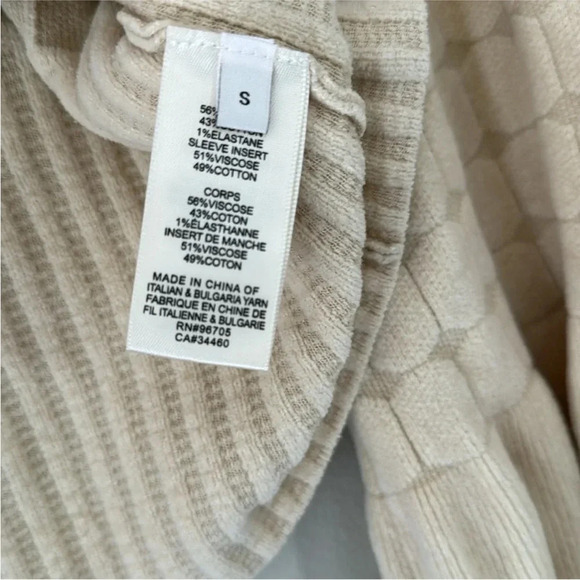 S
56%
43%COTTON
1%ELASTANE
SLEEVE INSERT
51%VISCOSE
49%COTTON
CORPS
56%VISCOSE
43%COTON
1%ÉLASTHANNE
INSERT DE MANCHE
51%VISCOSE
49%COTON
MADE IN CHINA OF
ITALIAN & BULGARIA YARN
FABRIQUE EN CHINE DE
FIL ITALIENNE & BULGARIE
RN#96705
CA#34460